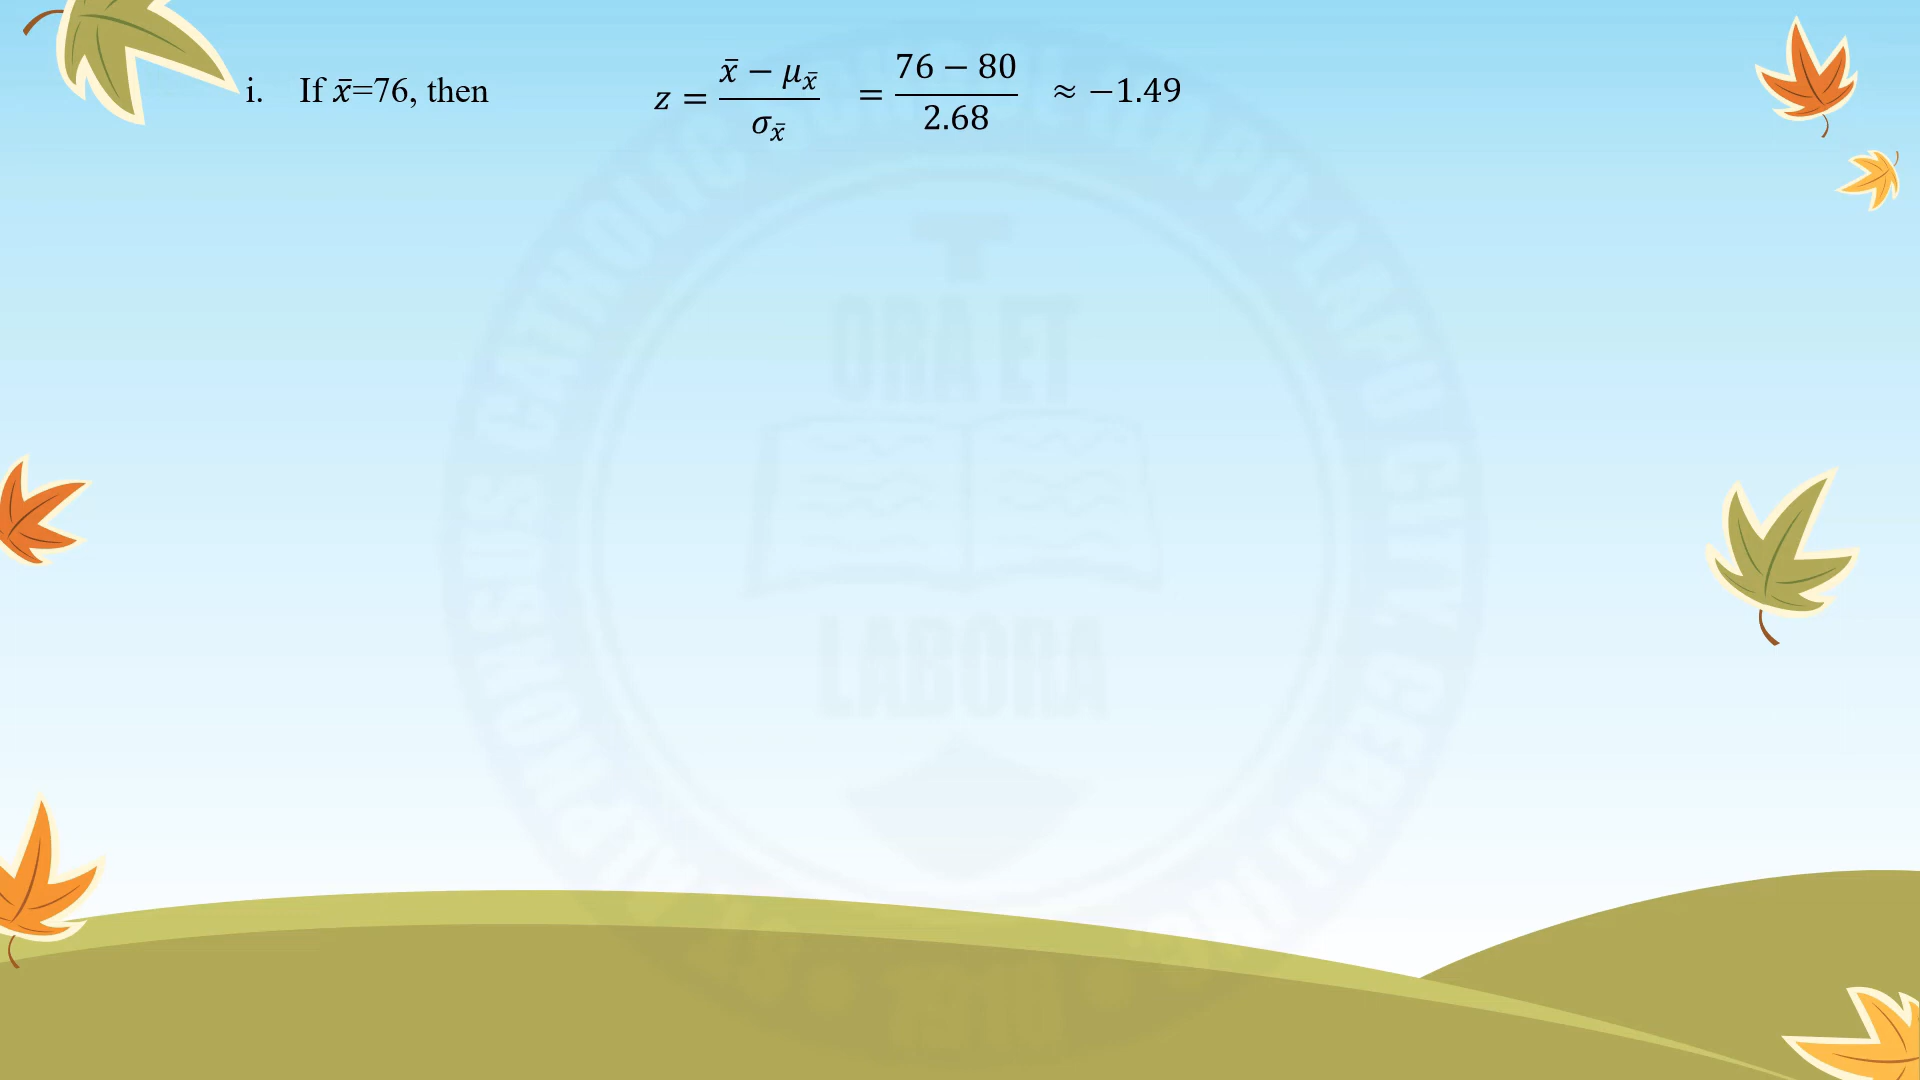 i. If x̄=76, then z = (x̄ − μ_x̄)/σ_x̄ = (76 − 80)/2.68 ≈ −1.49
ORA ET
LABORA